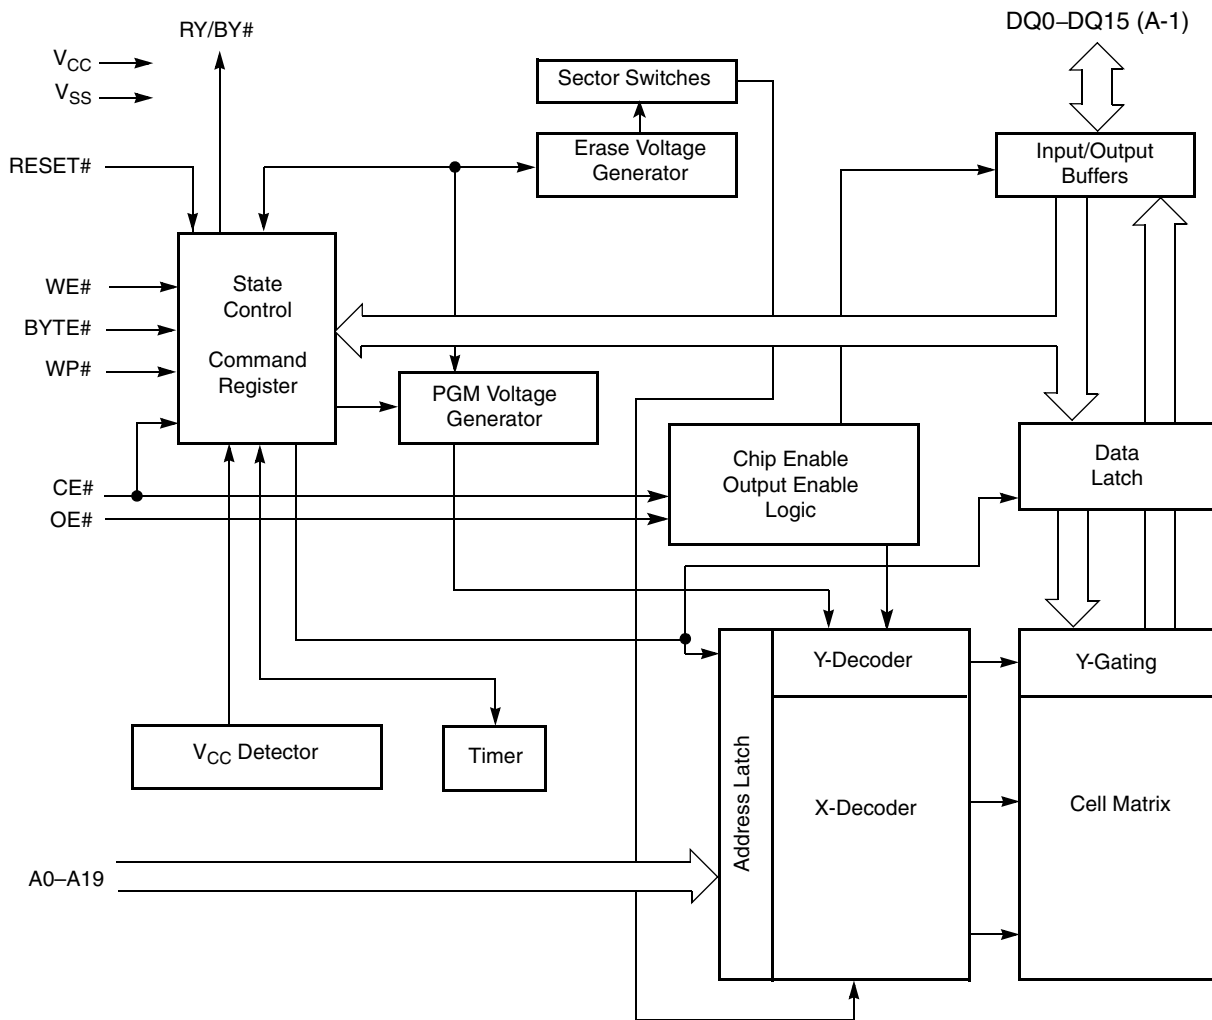 RY/BY#
DQ0–DQ15 (A-1)
VCC
VSS
Sector Switches
RESET#
Erase Voltage
Generator
Input/Output
Buffers
WE#
BYTE#
WP#
State
Control
Command
Register
PGM Voltage
Generator
CE#
OE#
Chip Enable
Output Enable
Logic
Data
Latch
Y-Decoder
Y-Gating
VCC Detector
Timer
Address Latch
X-Decoder
Cell Matrix
A0–A19